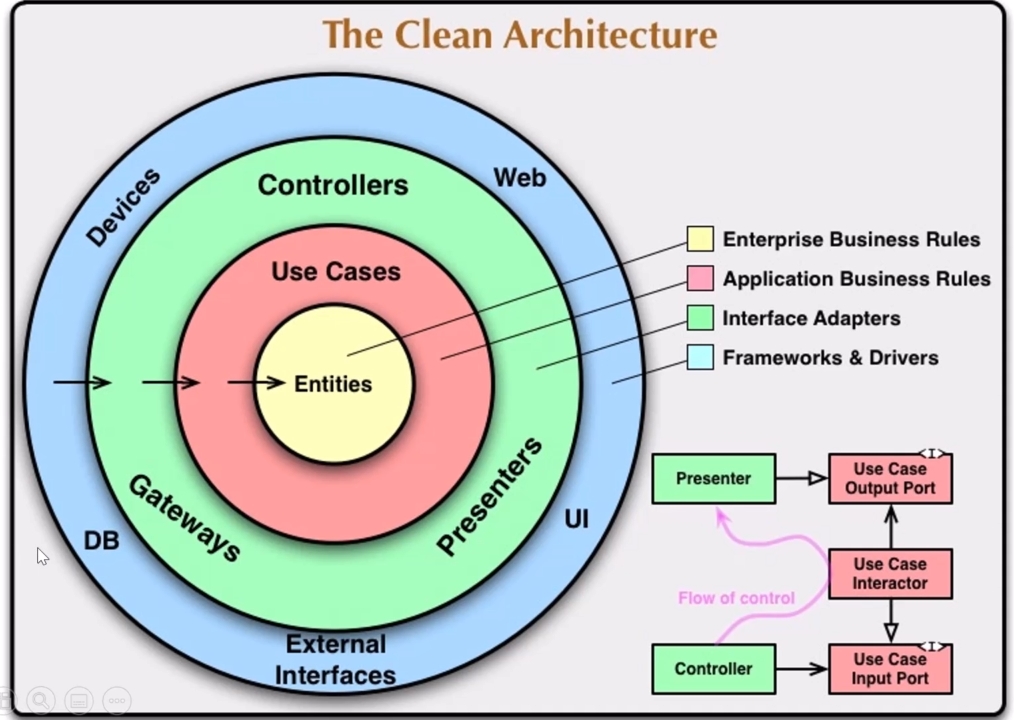 The Clean Architecture
Devices
Web
Controllers
Use Cases
Entities
Gateways
Presenters
DB
UI
External
Interfaces
Enterprise Business Rules
Application Business Rules
Interface Adapters
Frameworks & Drivers
Presenter
<I>
Use Case
Output Port
Use Case
Interactor
Flow of control
Controller
<I>
Use Case
Input Port